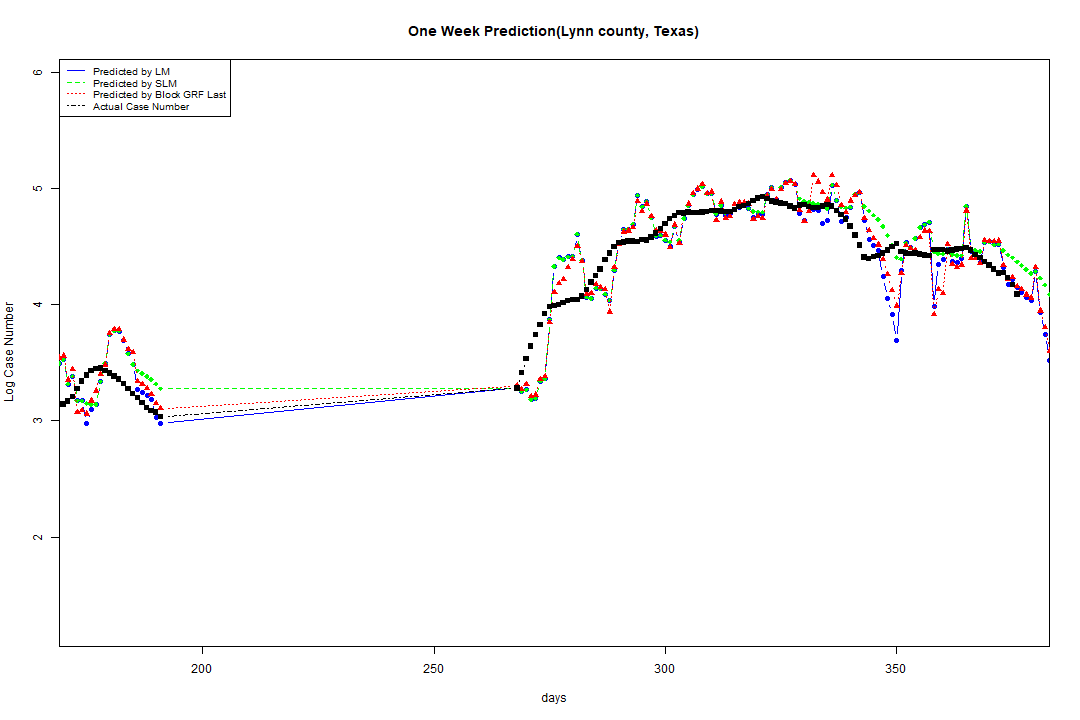 One Week Prediction(Lynn county, Texas)
Predicted by LM
Predicted by SLM
Predicted by Block GRF Last
Actual Case Number
6
5
4
3
2
Log Case Number
200
250
300
350
days